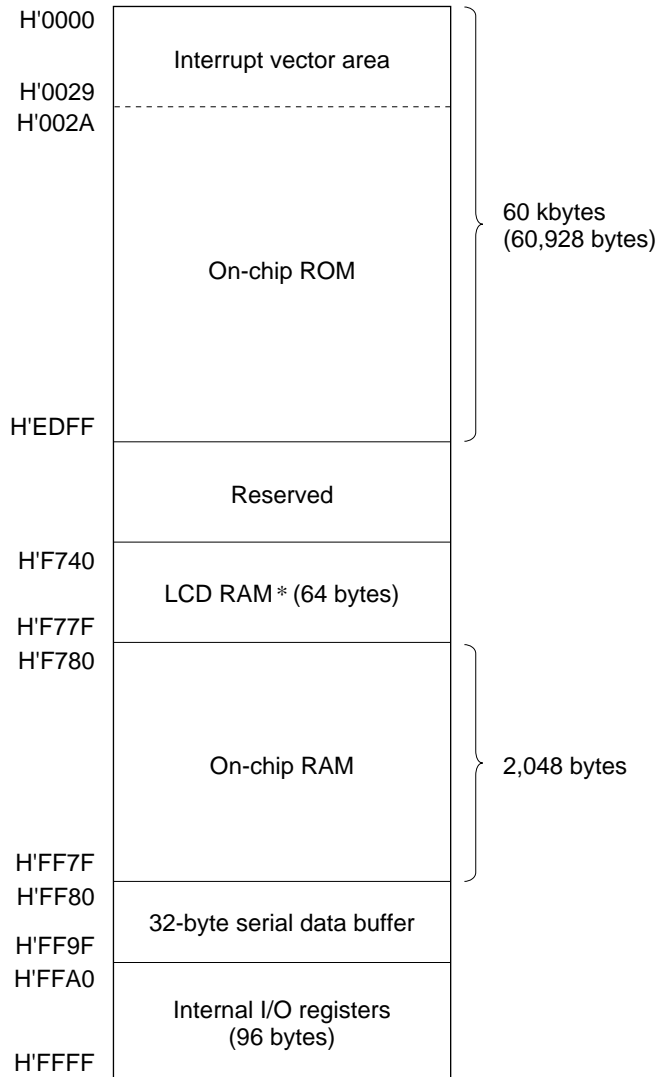 H'0000
Interrupt vector area
H'0029
H'002A
60 kbytes
(60,928 bytes)
On-chip ROM
H'EDFF
Reserved
H'F740
LCD RAM * (64 bytes)
H'F77F
H'F780
On-chip RAM
2,048 bytes
H'FF7F
H'FF80
32-byte serial data buffer
H'FF9F
H'FFA0
Internal I/O registers
(96 bytes)
H'FFFF